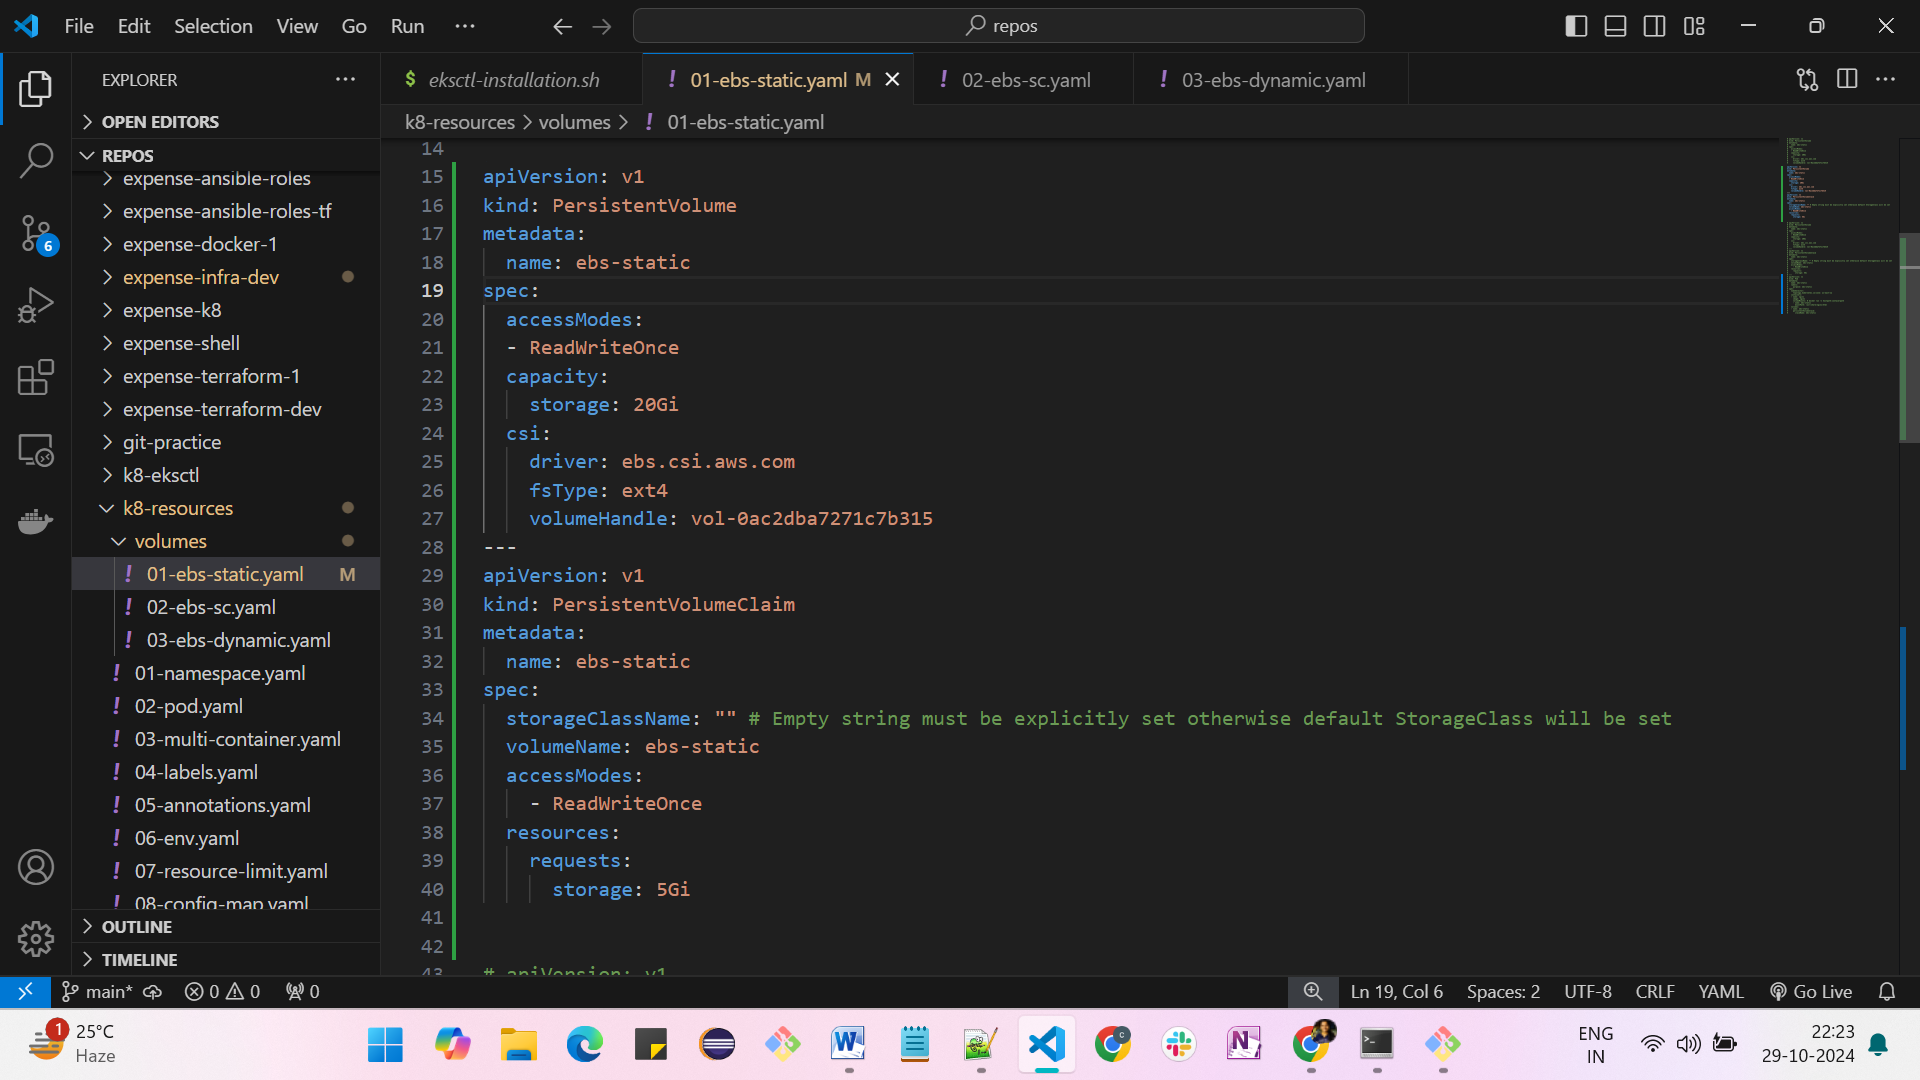 File Edit Selection View Go Run ···
repos
EXPLORER
OPEN EDITORS
REPOS
expense-ansible-roles
expense-ansible-roles-tf
expense-docker-1
expense-infra-dev
expense-k8
expense-shell
expense-terraform-1
expense-terraform-dev
git-practice
k8-eksctl
k8-resources
volumes
01-ebs-static.yaml M
02-ebs-sc.yaml
03-ebs-dynamic.yaml
01-namespace.yaml
02-pod.yaml
03-multi-container.yaml
04-labels.yaml
05-annotations.yaml
06-env.yaml
07-resource-limit.yaml
08-config-map.yaml
OUTLINE
TIMELINE
6
$ eksctl-installation.sh
! 01-ebs-static.yaml M
! 02-ebs-sc.yaml
! 03-ebs-dynamic.yaml
k8-resources > volumes > ! 01-ebs-static.yaml
14
15 apiVersion: v1
16 kind: PersistentVolume
17 metadata:
18 name: ebs-static
19 spec:
20 accessModes:
21 - ReadWriteOnce
22 capacity:
23 storage: 20Gi
24 csi:
25 driver: ebs.csi.aws.com
26 fsType: ext4
27 volumeHandle: vol-0ac2dba7271c7b315
28 ---
29 apiVersion: v1
30 kind: PersistentVolumeClaim
31 metadata:
32 name: ebs-static
33 spec:
34 storageClassName: "" # Empty string must be explicitly set otherwise default StorageClass will be set
35 volumeName: ebs-static
36 accessModes:
37 - ReadWriteOnce
38 resources:
39 requests:
40 storage: 5Gi
41
42
43 # apiVersion: v1
main* 0 0 0
Ln 19, Col 6 Spaces: 2 UTF-8 CRLF YAML Go Live
1
25°C
Haze
ENG
IN
22:23
29-10-2024